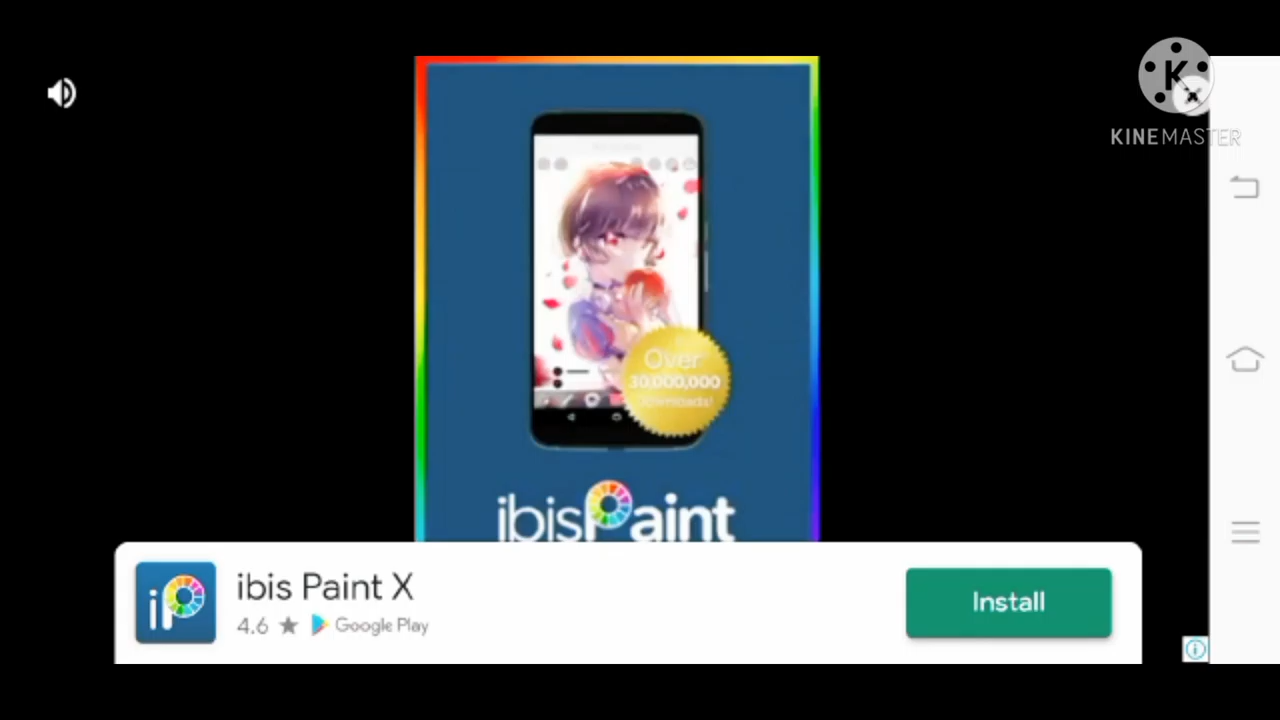 KINEMASTER
Over
30,000,000
Downloads!
ibisPaint
ibis Paint X
4.6 ★ Google Play
Install